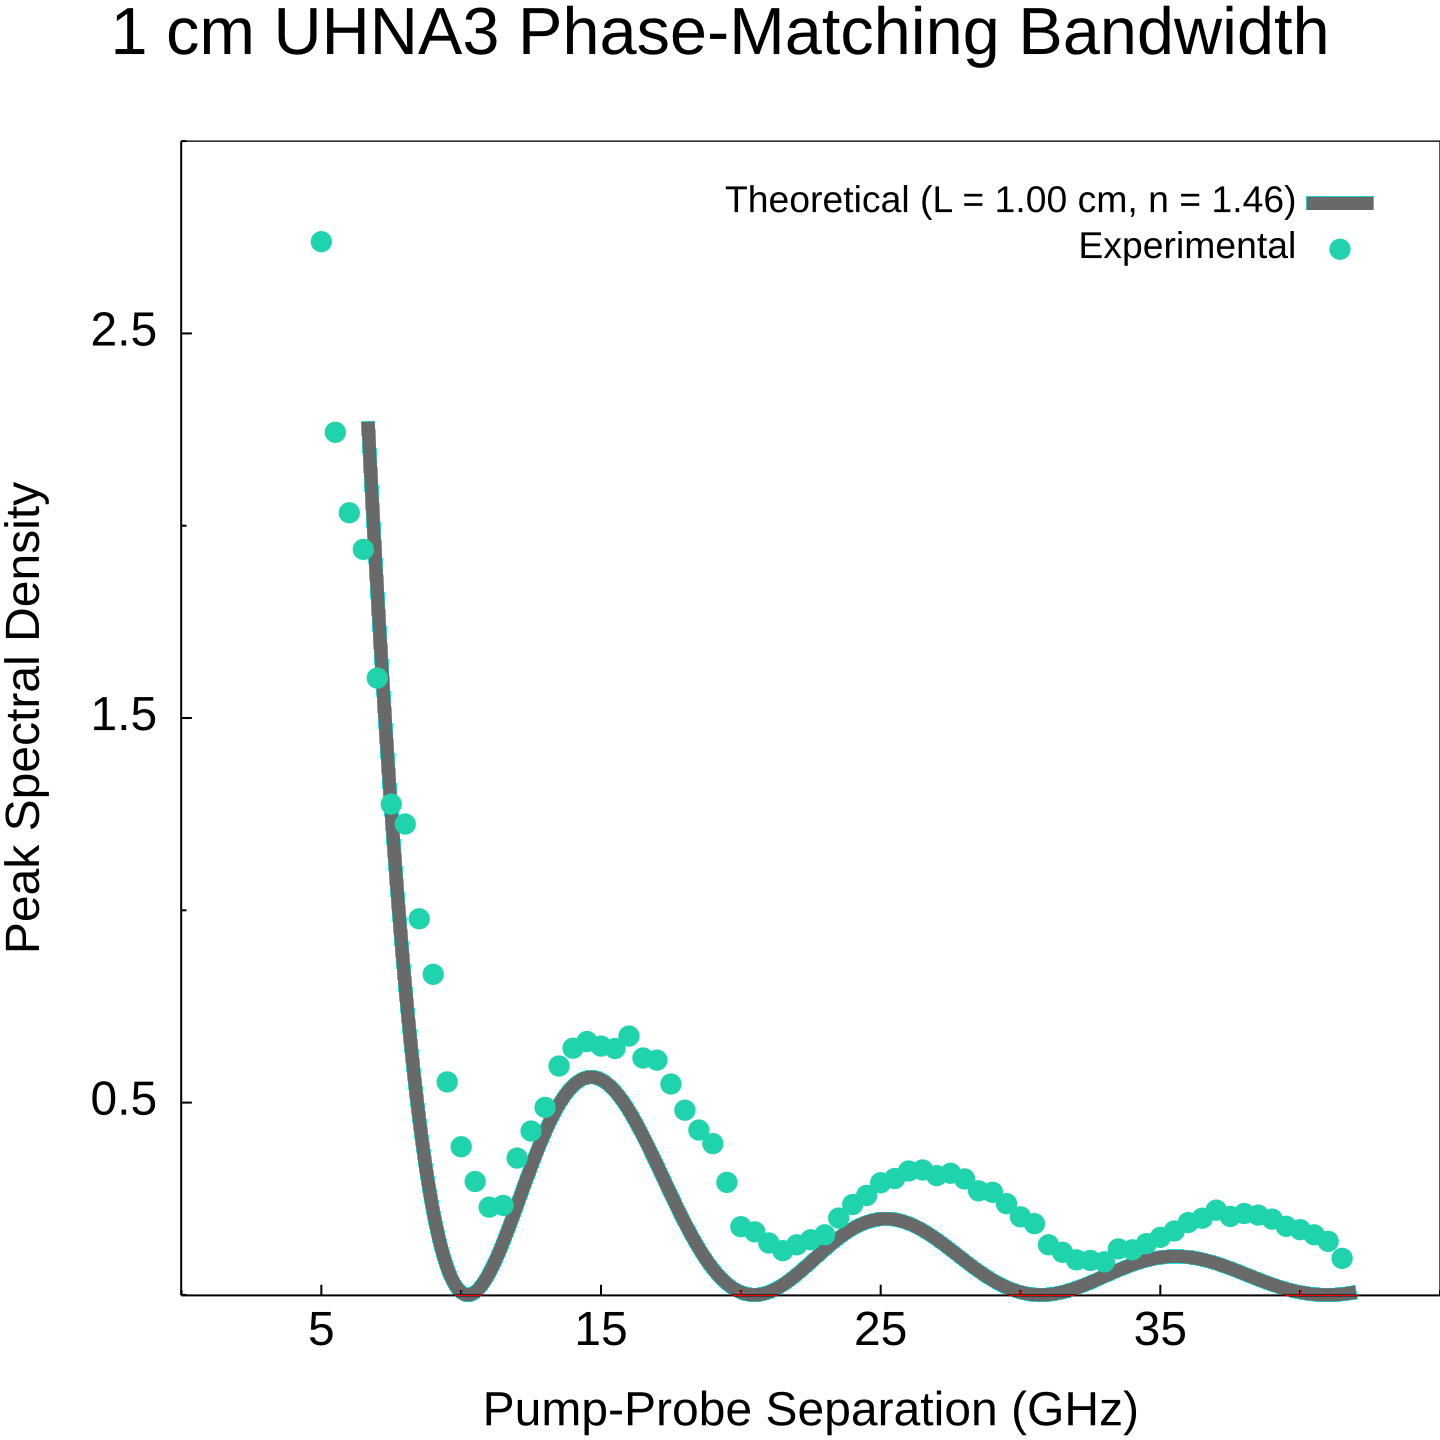 1 cm UHNA3 Phase-Matching Bandwidth
Theoretical (L = 1.00 cm, n = 1.46)
Experimental
2.5
1.5
0.5
Peak Spectral Density
5 15 25 35
Pump-Probe Separation (GHz)